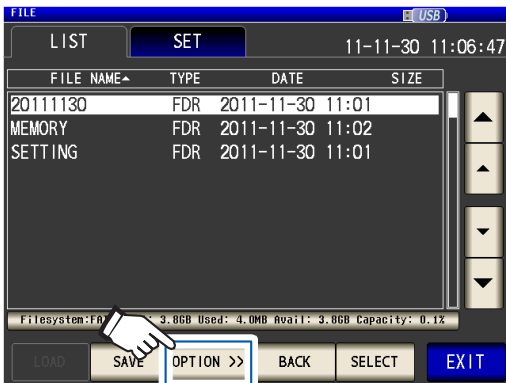 FILE USB
LIST SET 11-11-30 11:06:47
FILE NAME▲ TYPE DATE SIZE
20111130 FDR 2011-11-30 11:01
MEMORY FDR 2011-11-30 11:02
SETTING FDR 2011-11-30 11:01
Filesystem: 3.8GB Used: 4.0MB Avail: 3.8GB Capacity: 0.1%
LOAD SAVE OPTION >> BACK SELECT EXIT